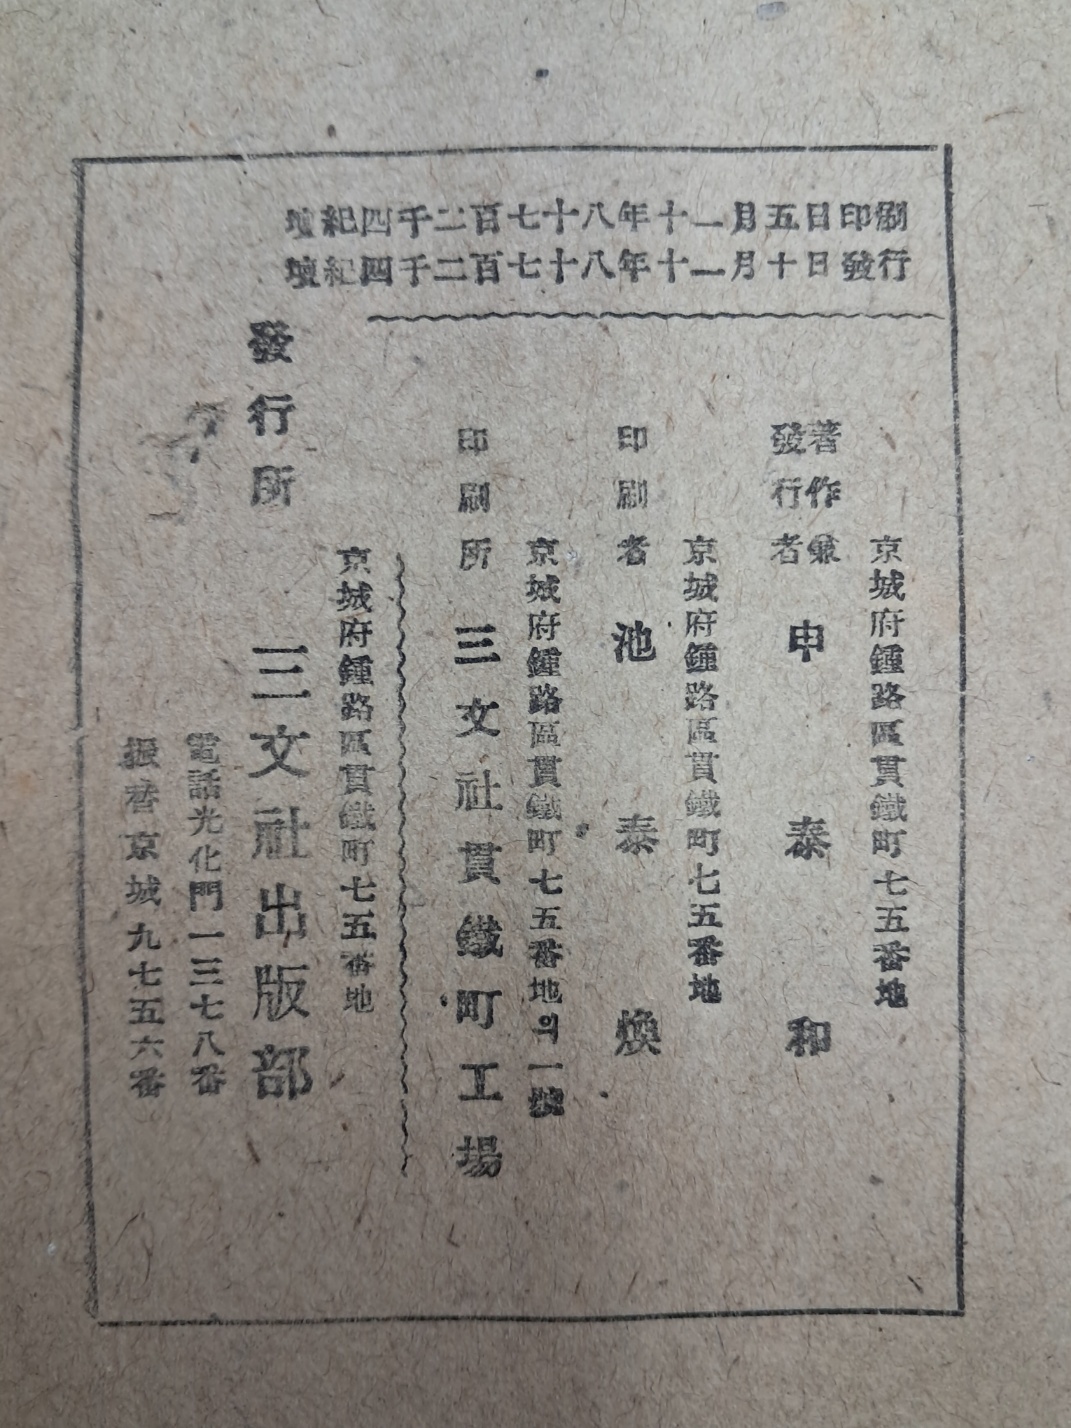 壇紀四千二百七十八年十一月五日印刷
壇紀四千二百七十八年十一月十日發行
京城府鍾路區貫鐵町七五番地
著作兼
發行者
申泰和
京城府鍾路區貫鐵町七五番地
印刷者 池泰煥
京城府鍾路區貫鐵町七五番地의一號
印刷所 三文社貫鐵町工場
京城府鍾路區貫鐵町七五番地
發行所 三文社出版部
電話光化門一三七八番
振替京城九七五六番